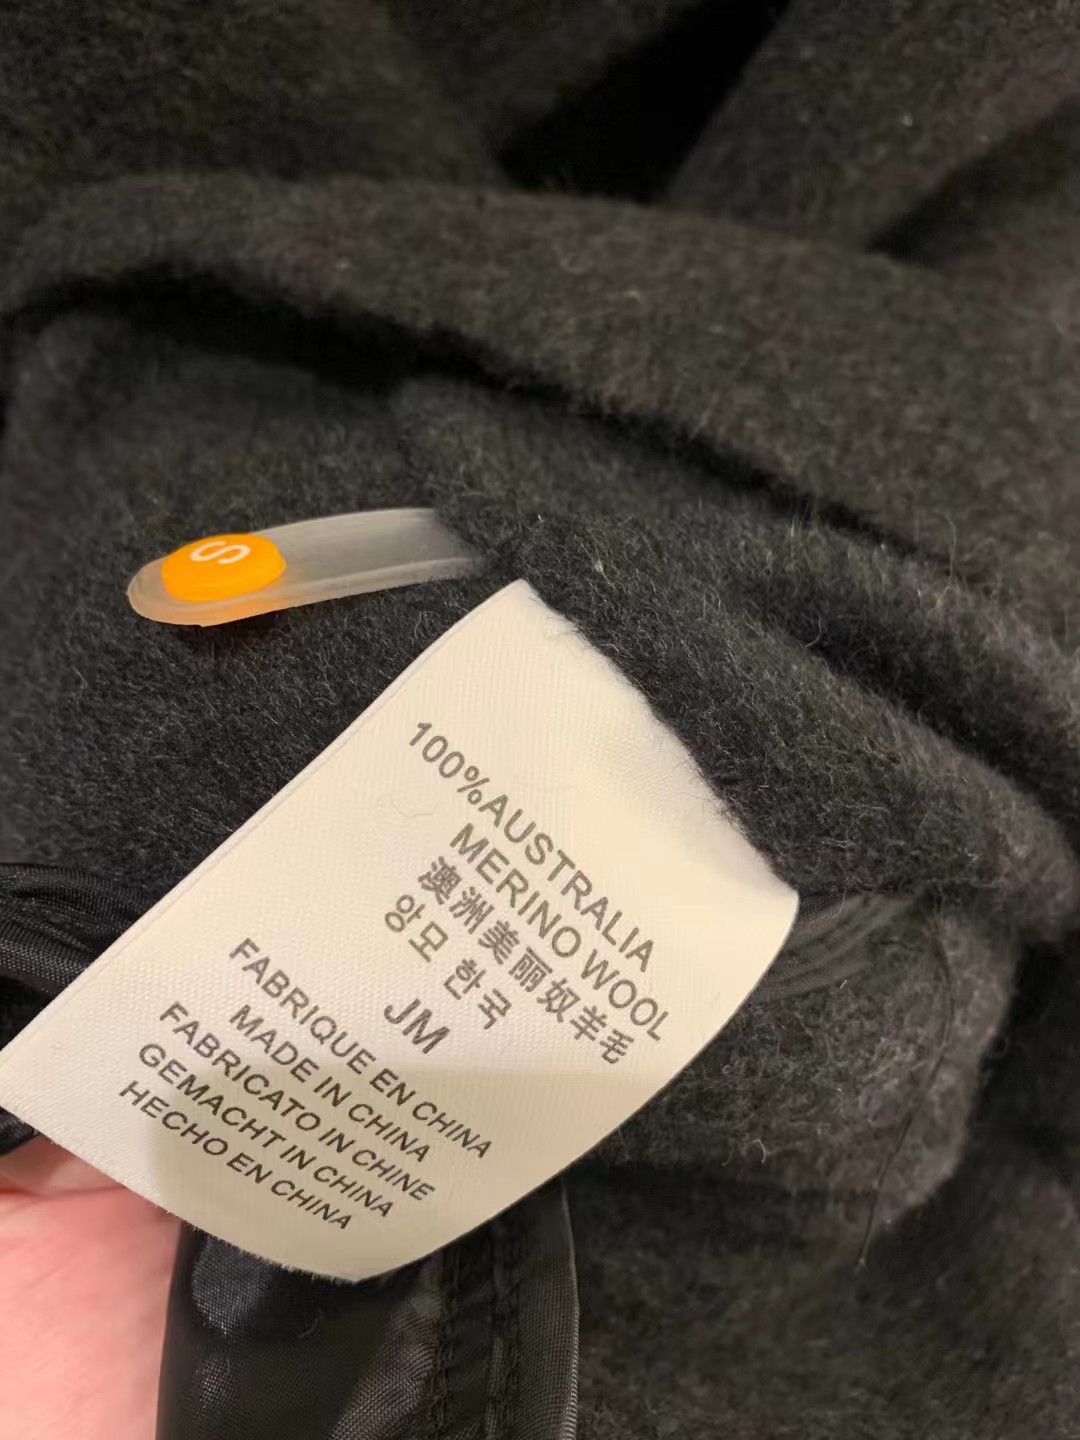 S
100%AUSTRALIA
MERINO WOOL
澳洲美丽奴羊毛
앙모 한국
JM
FABRIQUE EN CHINA
MADE IN CHINA
FABRICATO IN CHINE
GEMACHT IN CHINA
HECHO EN CHINA